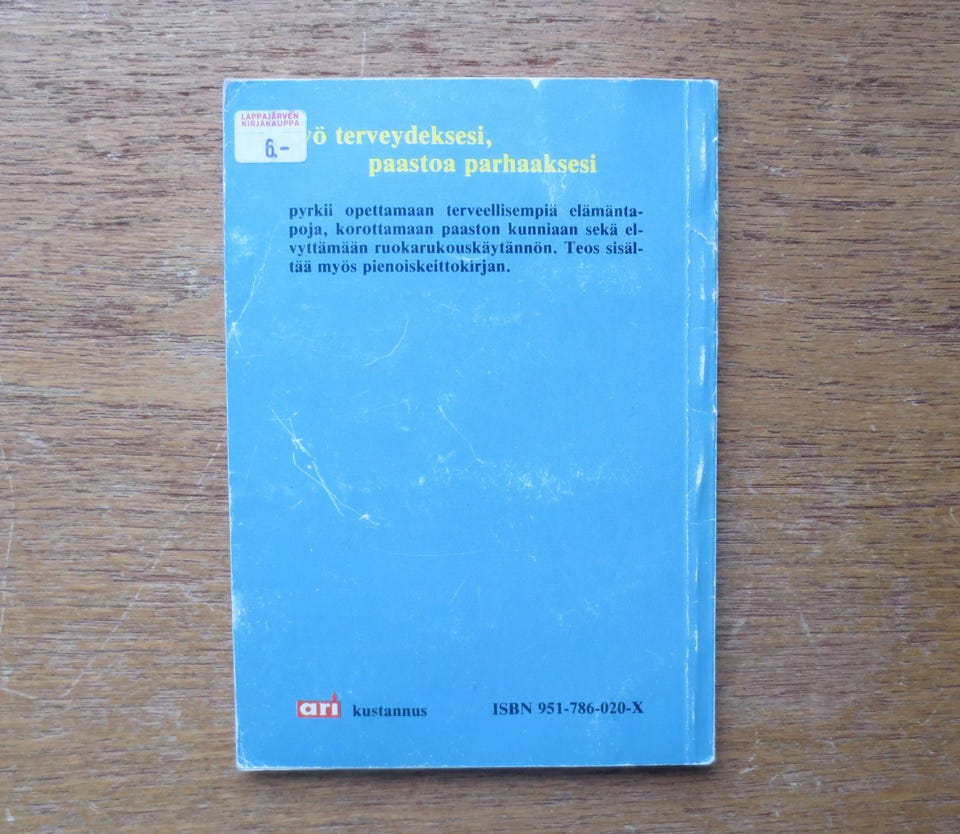 LAPPAJÄRVEN
KIRJAKAUPPA
6.-
terveydeksesi,
paastoa parhaaksesi
pyrkii opettamaan terveellisempiä elämänta-
poja, korottamaan paaston kunniaan sekä el-
vyttämään ruokarukouskäytännön. Teos sisäl-
tää myös pienoiskeittokirjan.
ari kustannus
ISBN 951-786-020-X